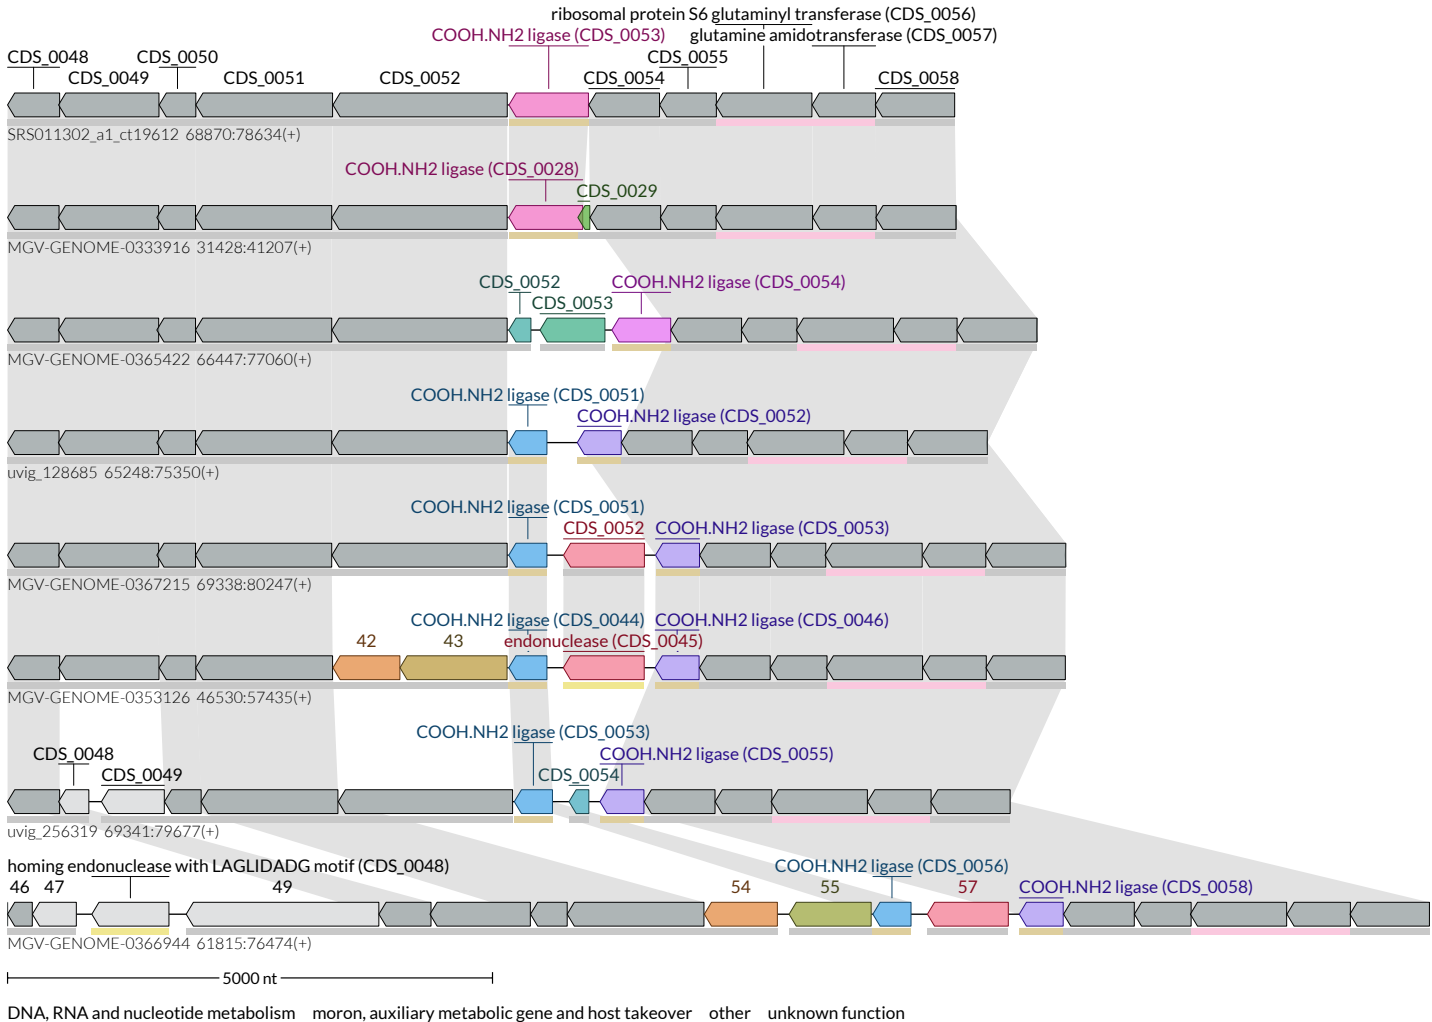 ribosomal protein S6 glutaminyl transferase (CDS_0056)
COOH.NH2 ligase (CDS_0053) glutamine amidotransferase (CDS_0057)
CDS_0048 CDS_0050 CDS_0055
CDS_0049 CDS_0051 CDS_0052 CDS_0054 CDS_0058
SRS011302_a1_ct19612 68870:78634(+)
COOH.NH2 ligase (CDS_0028)
CDS_0029
MGV-GENOME-0333916 31428:41207(+)
CDS_0052 COOH.NH2 ligase (CDS_0054)
CDS_0053
MGV-GENOME-0365422 66447:77060(+)
COOH.NH2 ligase (CDS_0051)
COOH.NH2 ligase (CDS_0052)
uvig_128685 65248:75350(+)
COOH.NH2 ligase (CDS_0051)
CDS_0052 COOH.NH2 ligase (CDS_0053)
MGV-GENOME-0367215 69338:80247(+)
COOH.NH2 ligase (CDS_0044) COOH.NH2 ligase (CDS_0046)
42 43 endonuclease (CDS_0045)
MGV-GENOME-0353126 46530:57435(+)
COOH.NH2 ligase (CDS_0053)
CDS_0048 COOH.NH2 ligase (CDS_0055)
CDS_0049 CDS_0054
uvig_256319 69341:79677(+)
homing endonuclease with LAGLIDADG motif (CDS_0048) COOH.NH2 ligase (CDS_0056)
46 47 49 54 55 57 COOH.NH2 ligase (CDS_0058)
MGV-GENOME-0366944 61815:76474(+)
5000 nt
DNA, RNA and nucleotide metabolism moron, auxiliary metabolic gene and host takeover other unknown function